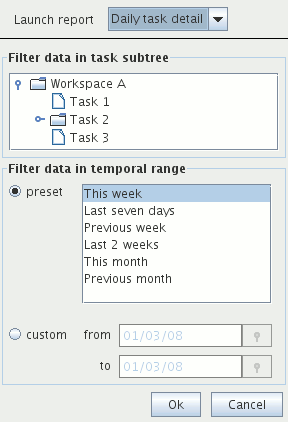 Launch report Daily task detail
Filter data in task subtree
Workspace A
Task 1
Task 2
Task 3
Filter data in temporal range
preset
This week
Last seven days
Previous week
Last 2 weeks
This month
Previous month
custom from 01/03/08
to 01/03/08
Ok Cancel